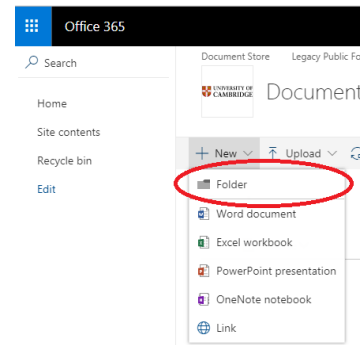 Office 365
Search
Document Store Legacy Public Fo
UNIVERSITY OF
CAMBRIDGE
Document
Home
Site contents
Recycle bin
Edit
New Upload
Folder
Word document
Excel workbook
PowerPoint presentation
OneNote notebook
Link